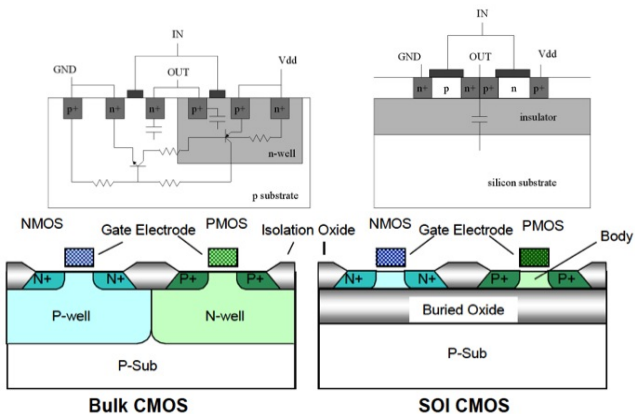 IN
GND
OUT
Vdd
p+
n+
n+
p+
p+
n+
n-well
p substrate
IN
GND
OUT
Vdd
n+
p
n+
p+
n
p+
insulator
silicon substrate
NMOS
Gate Electrode
PMOS
Isolation Oxide
N+
N+
P+
P+
P-well
N-well
P-Sub
Bulk CMOS
NMOS
Gate Electrode
PMOS
Body
N+
N+
P+
P+
Buried Oxide
P-Sub
SOI CMOS